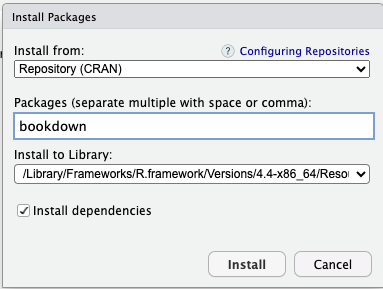 Install Packages
Install from:
? Configuring Repositories
Repository (CRAN)
Packages (separate multiple with space or comma):
bookdown
Install to Library:
/Library/Frameworks/R.framework/Versions/4.4-x86_64/Resou
Install dependencies
Install
Cancel